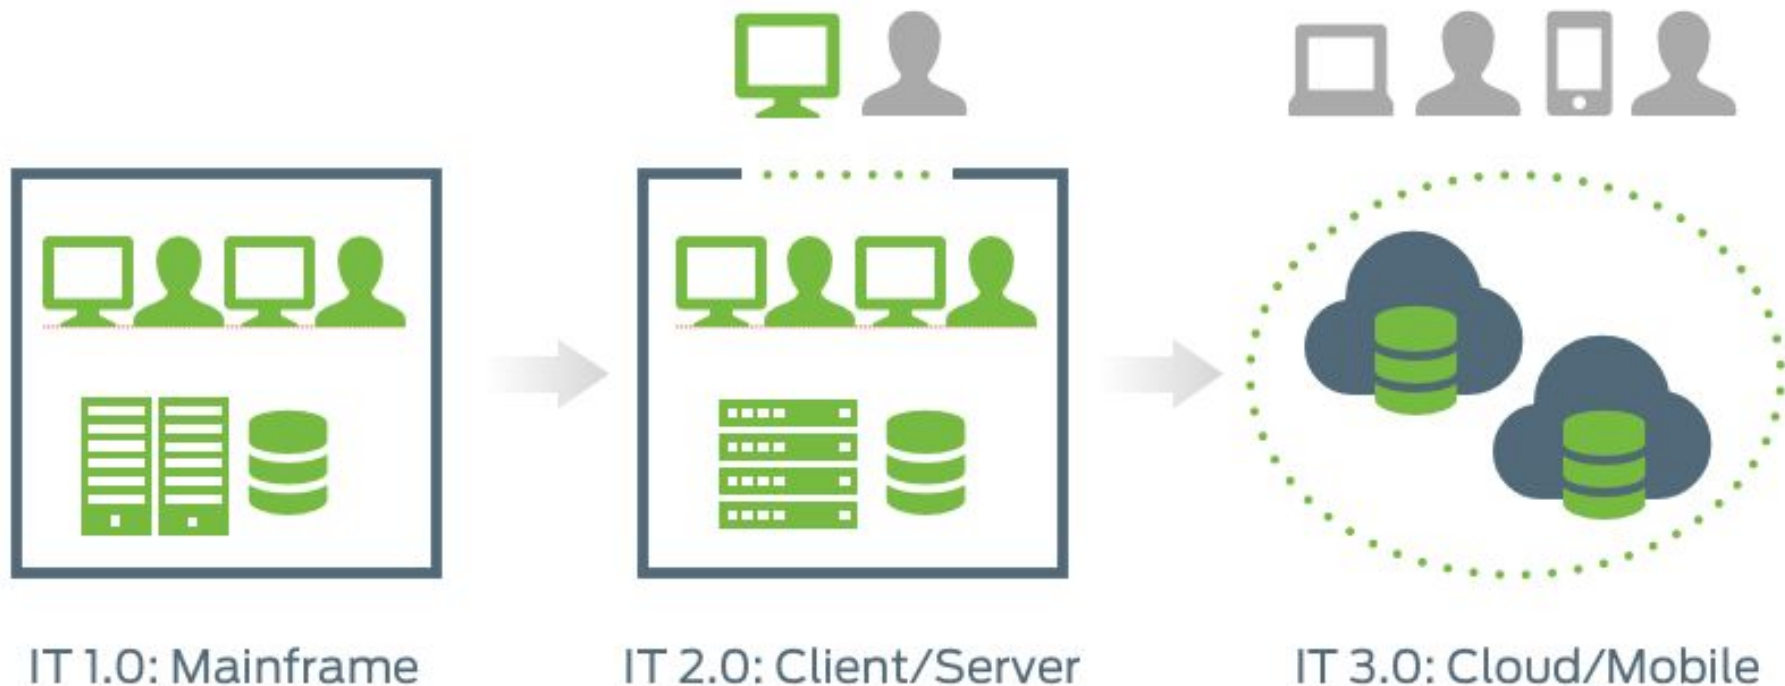 IT 1.0: Mainframe
IT 2.0: Client/Server
IT 3.0: Cloud/Mobile